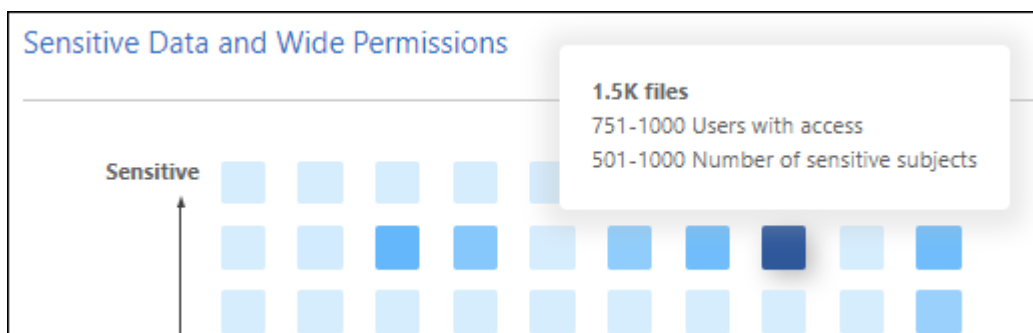 Sensitive Data and Wide Permissions
1.5K files
751-1000 Users with access
501-1000 Number of sensitive subjects
Sensitive